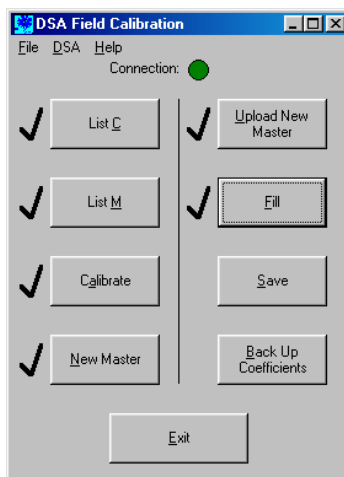 DSA Field Calibration
File DSA Help
Connection:
List C
Upload New
Master
List M
Fill
Calibrate
Save
New Master
Back Up
Coefficients
Exit